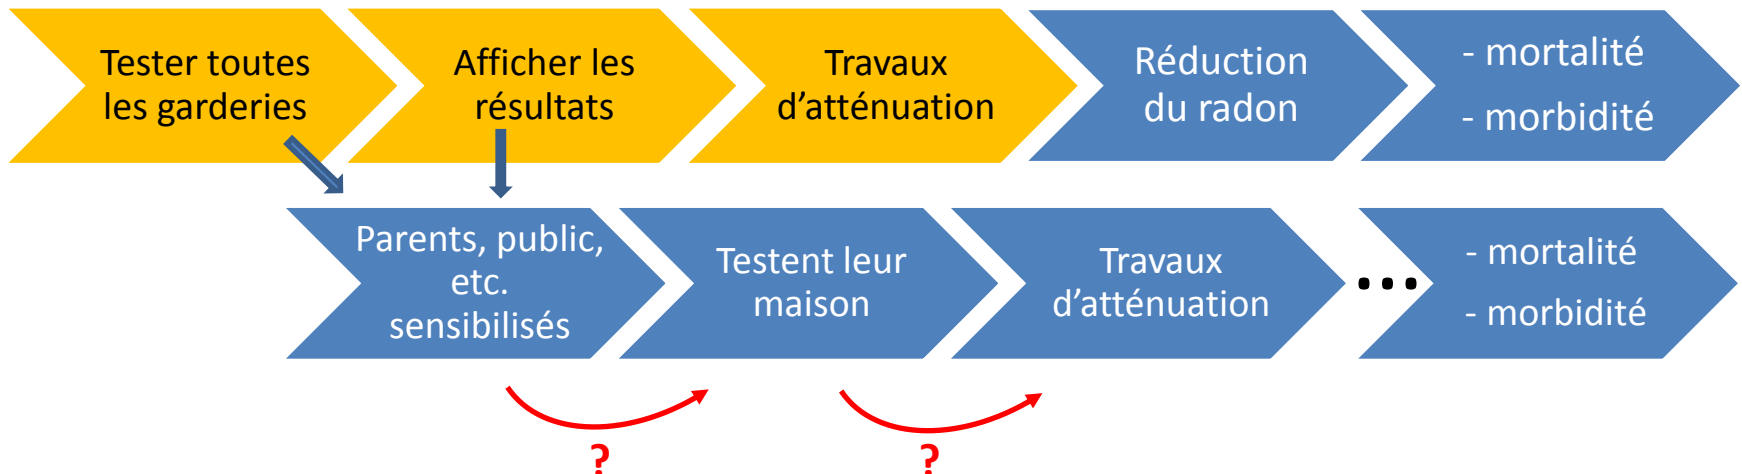 Tester toutes
les garderies
Afficher les
résultats
Travaux
d’atténuation
Réduction
du radon
- mortalité
- morbidité
Parents, public,
etc.
sensibilisés
Testent leur
maison
Travaux
d’atténuation
...
- mortalité
- morbidité
?
?